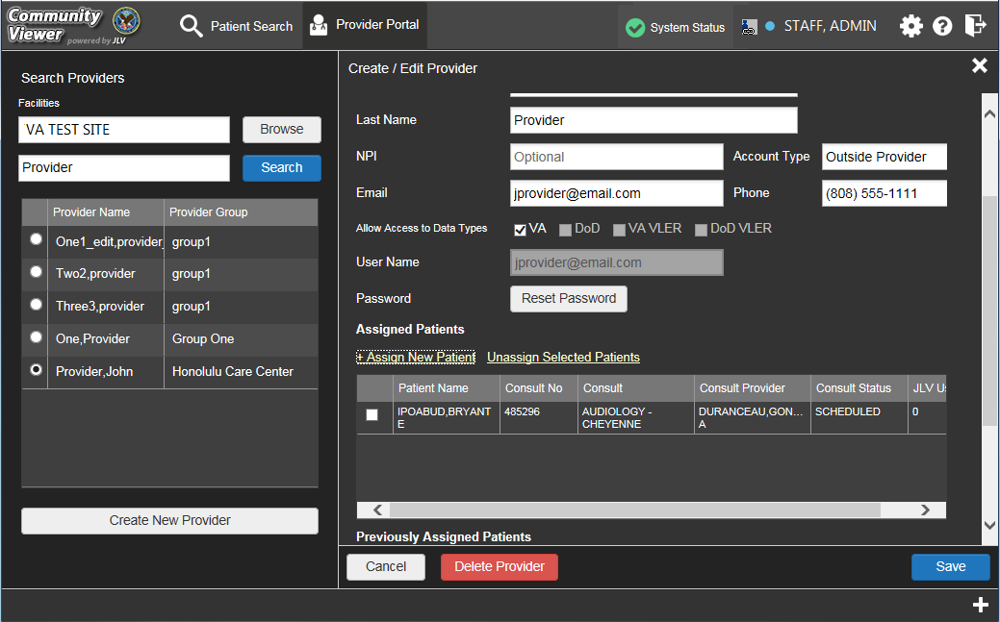 Community
Viewer powered by JLV
Patient Search
Provider Portal
System Status
STAFF, ADMIN
Search Providers
Facilities
VA TEST SITE
Browse
Provider
Search
Provider Name Provider Group
One1_edit,provider_ group1
Two2,provider group1
Three3,provider group1
One,Provider Group One
Provider,John Honolulu Care Center
Create New Provider
Create / Edit Provider
Last Name Provider
NPI Optional Account Type Outside Provider
Email jprovider@email.com Phone (808) 555-1111
Allow Access to Data Types VA DoD VA VLER DoD VLER
User Name jprovider@email.com
Password Reset Password
Assigned Patients
+ Assign New Patient Unassign Selected Patients
Patient Name Consult No Consult Consult Provider Consult Status JLV Us
IPOABUD,BRYANT 485296 AUDIOLOGY - DURANCEAU,GON... SCHEDULED 0
E CHEYENNE A
Previously Assigned Patients
Cancel Delete Provider Save